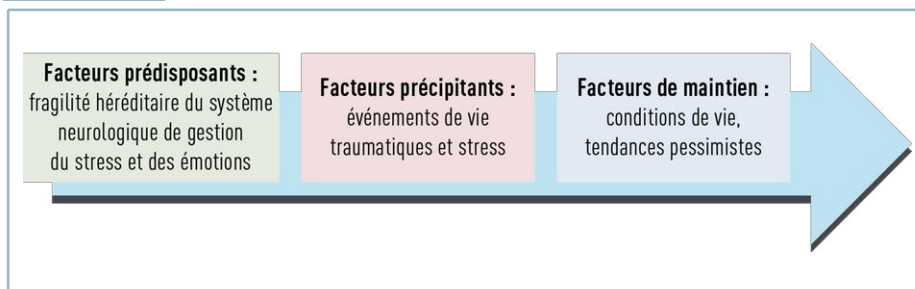 Facteurs prédisposants :
fragilité héréditaire du système
neurologique de gestion
du stress et des émotions
Facteurs précipitants :
événements de vie
traumatiques et stress
Facteurs de maintien :
conditions de vie,
tendances pessimistes